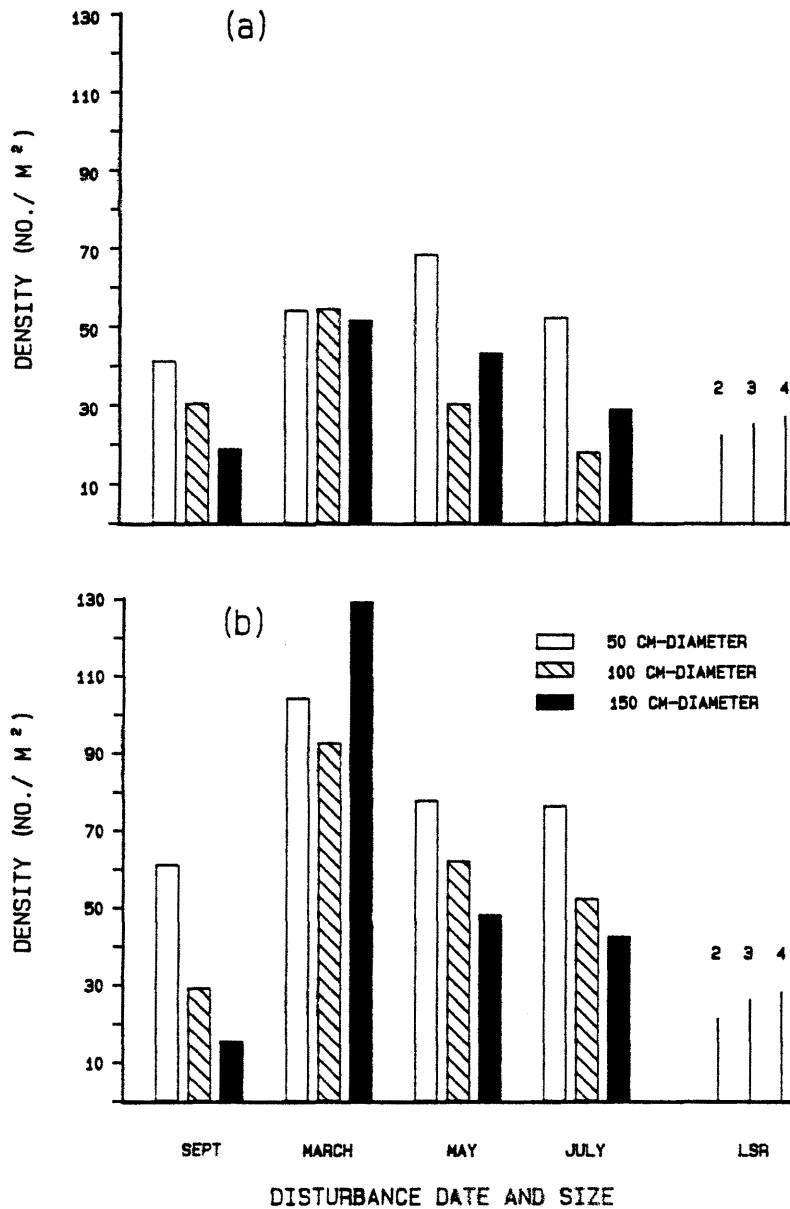 (a)
130
110
90
70
50
30
10
DENSITY (NO./ M²)
2 3 4
(b)
130
110
90
70
50
30
10
DENSITY (NO./ M²)
50 CM-DIAMETER
100 CM-DIAMETER
150 CM-DIAMETER
2 3 4
SEPT MARCH MAY JULY LSR
DISTURBANCE DATE AND SIZE